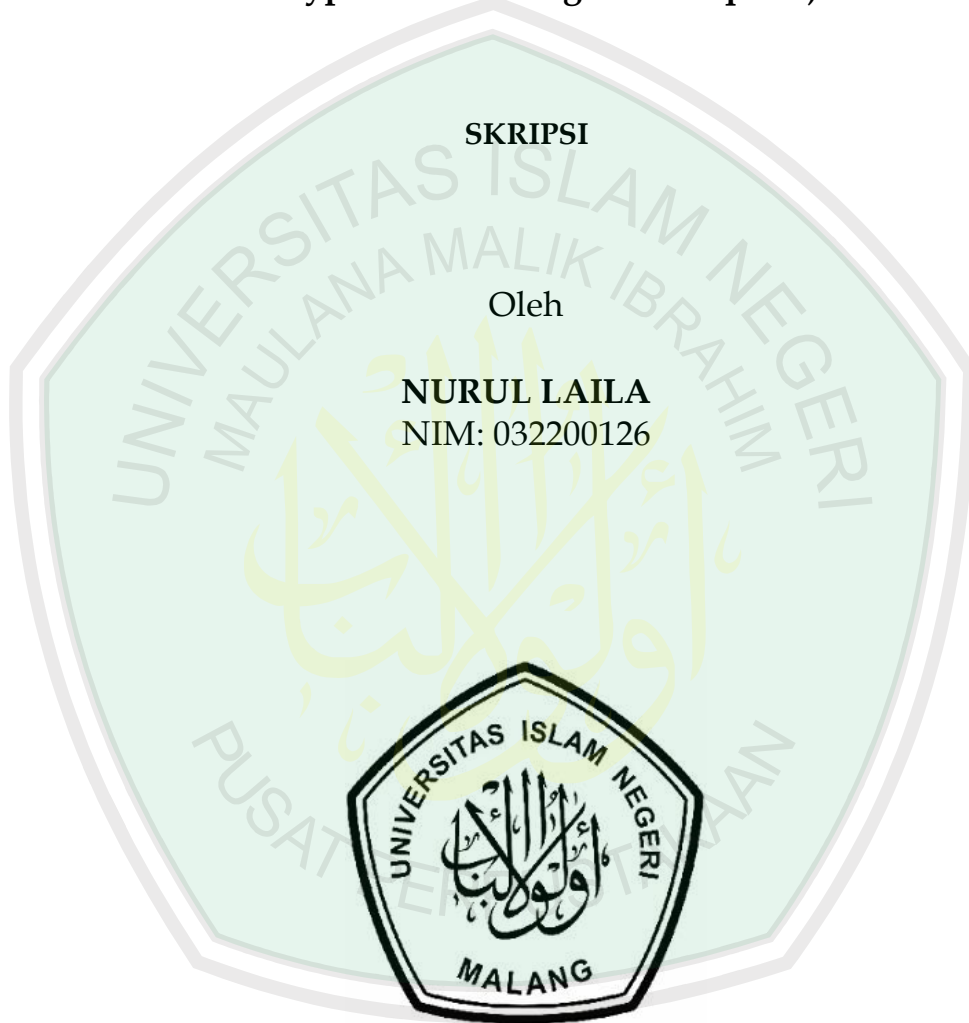 SKRIPSI
UNIVERSITAS ISLAM NEGERI
MAULANA MALIK IBRAHIM
Oleh
NURUL LAILA
NIM: 032200126
UNIVERSITAS ISLAM NEGERI
MALANG
PUSAT PERPUSTAKAAN